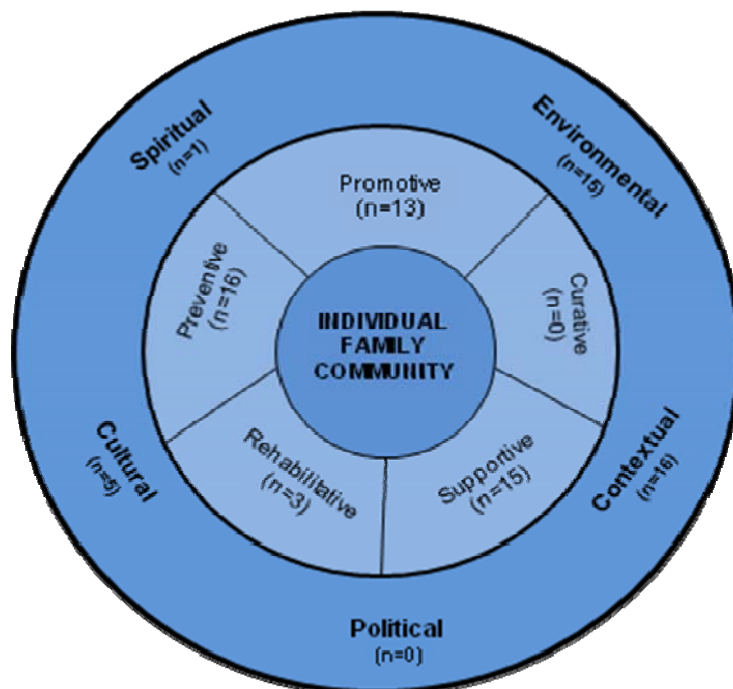 Spiritual
(n=1)
Environmental
(n=15)
Promotive
(n=13)
Preventive
(n=16)
Curative
(n=0)
INDIVIDUAL
FAMILY
COMMUNITY
Rehabilitative
(n=3)
Supportive
(n=15)
Cultural
(n=5)
Contextual
(n=16)
Political
(n=0)